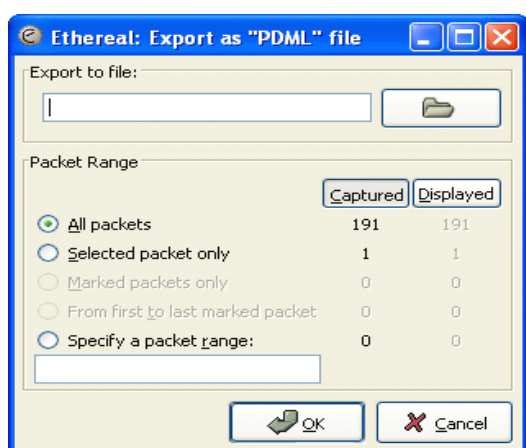 Ethereal: Export as "PDML" file
Export to file:
Packet Range
Captured Displayed
All packets 191 191
Selected packet only 1 1
Marked packets only 0 0
From first to last marked packet 0 0
Specify a packet range: 0 0
OK Cancel